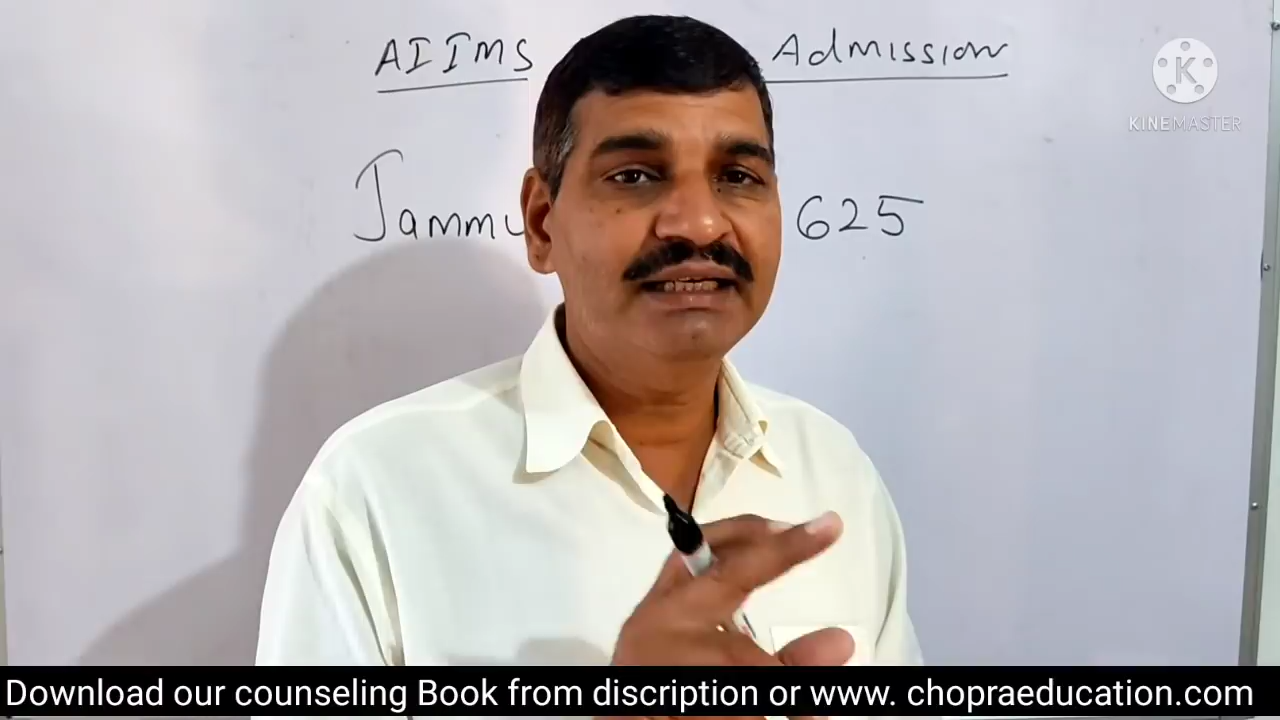 AIIMS Admission
K
KINEMASTER
Jammu 625
Download our counseling Book from discription or www. chopraeducation.com